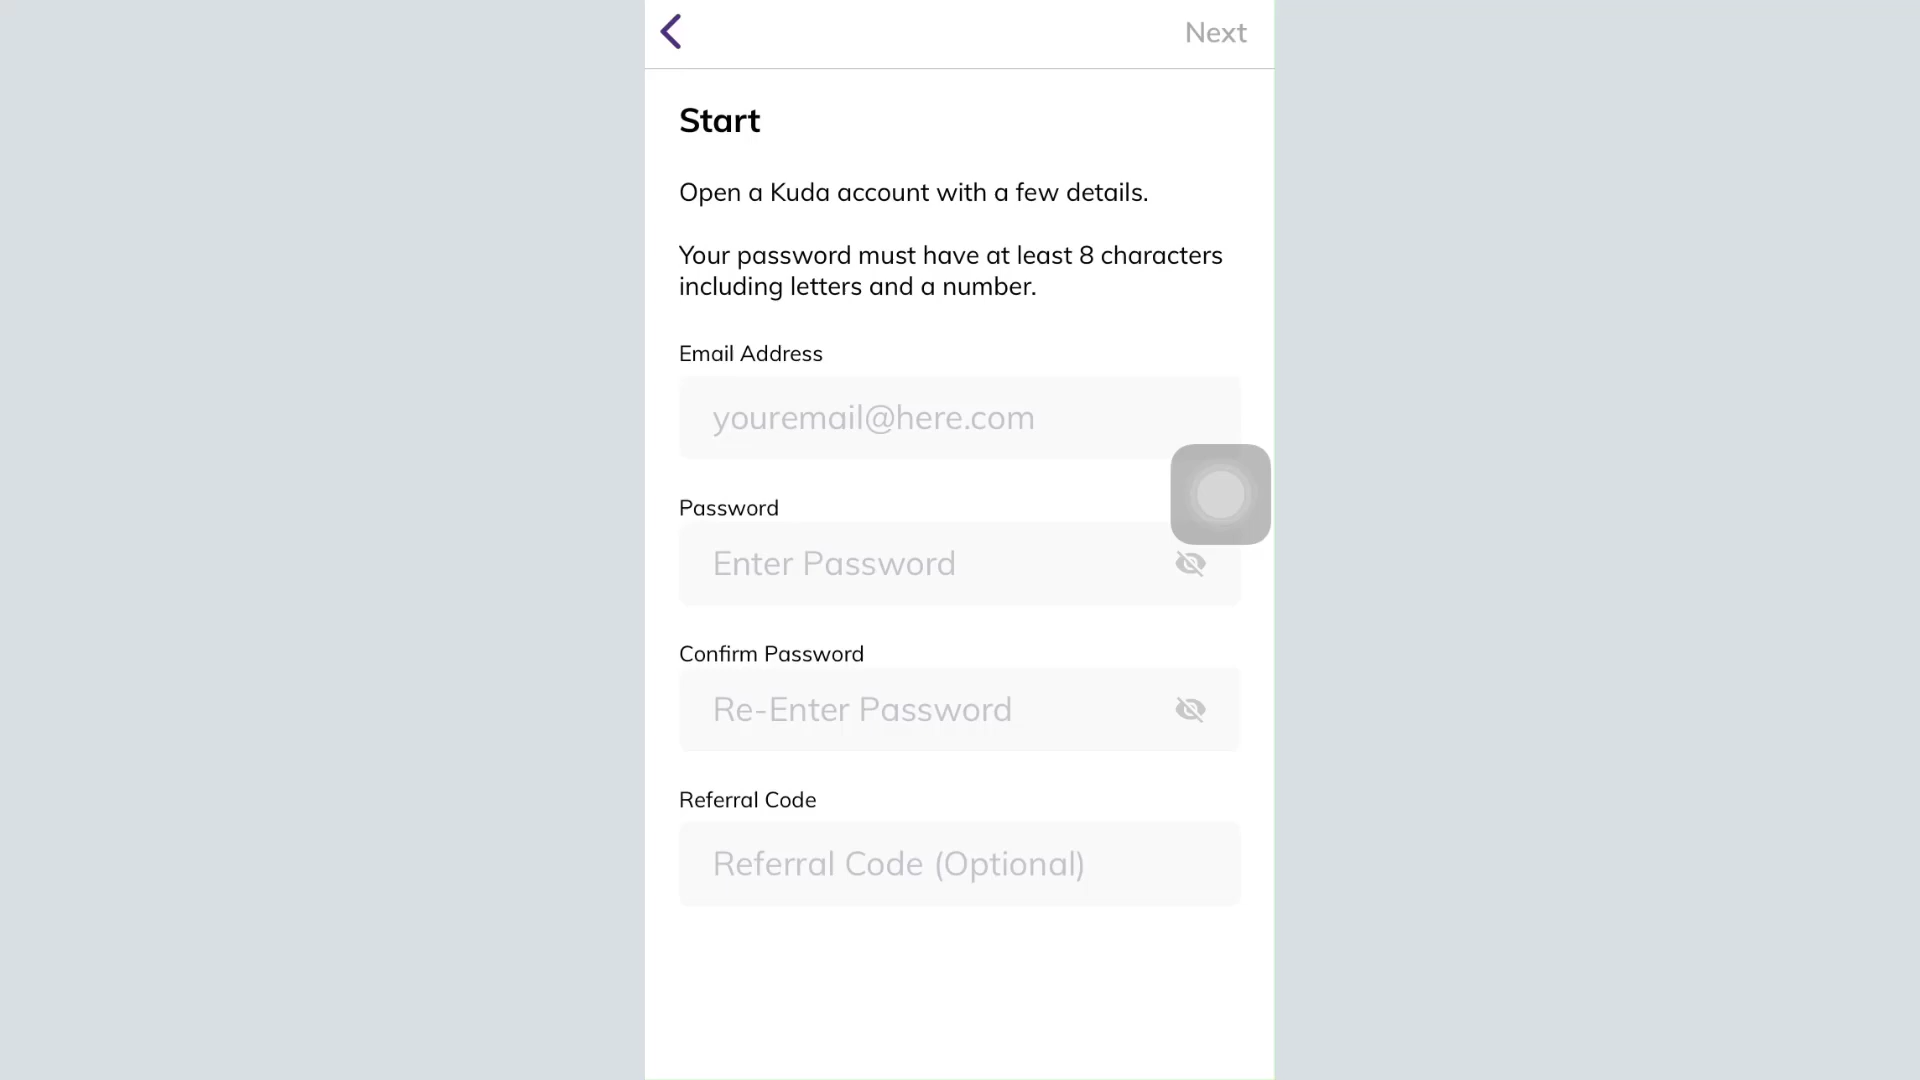 Next
Start
Open a Kuda account with a few details.
Your password must have at least 8 characters
including letters and a number.
Email Address
youremail@here.com
Password
Enter Password
Confirm Password
Re-Enter Password
Referral Code
Referral Code (Optional)